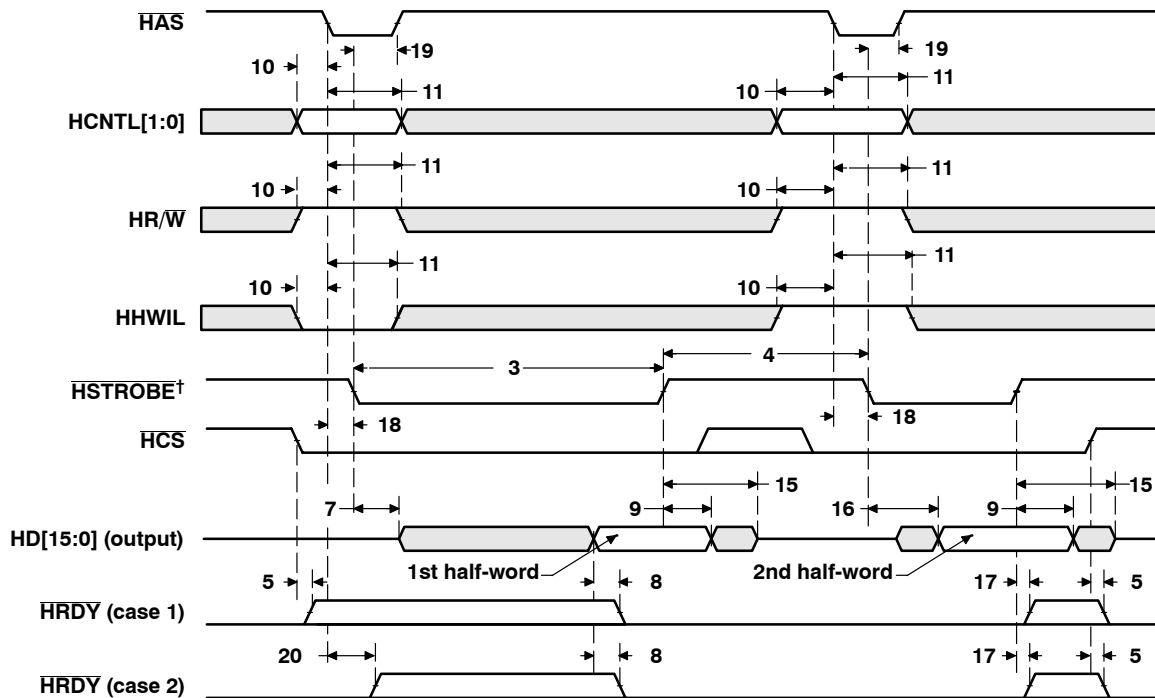 HAS
19
19
10
11
10
11
HCNTL[1:0]
11
11
10
10
HR/W
11
11
10
10
HHWIL
3
4
HSTROBE†
18
18
HCS
15
15
7
9
16
9
HD[15:0] (output)
1st half-word
2nd half-word
5
8
17
5
HRDY (case 1)
20
8
17
5
HRDY (case 2)